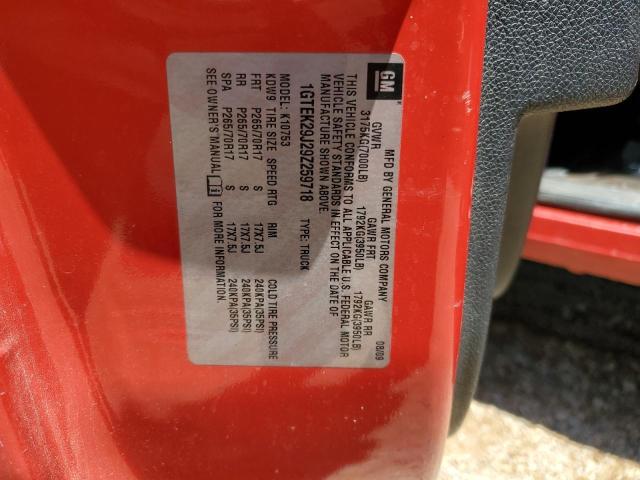 GM
MFD BY GENERAL MOTORS COMPANY 08/09
GVWR GAWR FRT GAWR RR
3175KG(7000LB) 1792KG(3950LB) 1792KG(3950LB)
THIS VEHICLE CONFORMS TO ALL APPLICABLE U.S. FEDERAL MOTOR
VEHICLE SAFETY STANDARDS IN EFFECT ON THE DATE OF
MANUFACTURE SHOWN ABOVE.
1GTEK29J29Z259718 TYPE: TRUCK
MODEL: K10753
KDW9 TIRE SIZE SPEED RTG RIM COLD TIRE PRESSURE
FRT P265/70R17 S 17X7.5J 240KPA(35PSI)
RR P265/70R17 S 17X7.5J 240KPA(35PSI)
SPA P265/70R17 S 17X7.5J 240KPA(35PSI)
SEE OWNER'S MANUAL FOR MORE INFORMATION.